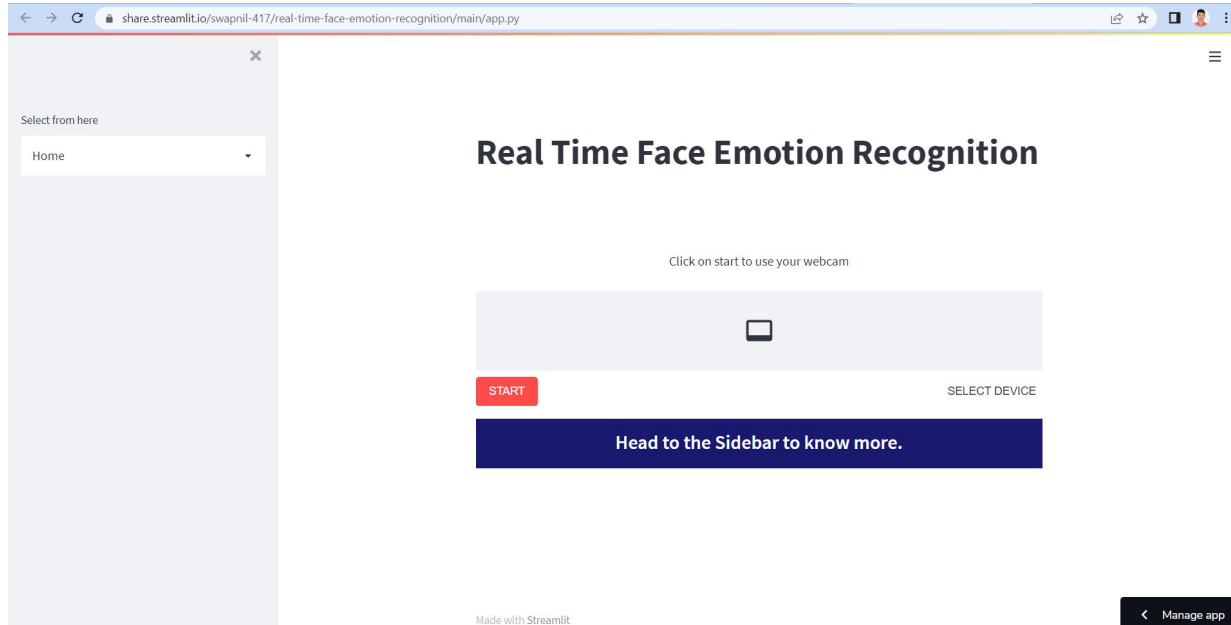 share.streamlit.io/swapnil-417/real-time-face-emotion-recognition/main/app.py
Select from here
Home
Real Time Face Emotion Recognition
Click on start to use your webcam
START
SELECT DEVICE
Head to the Sidebar to know more.
Made with Streamlit
Manage app